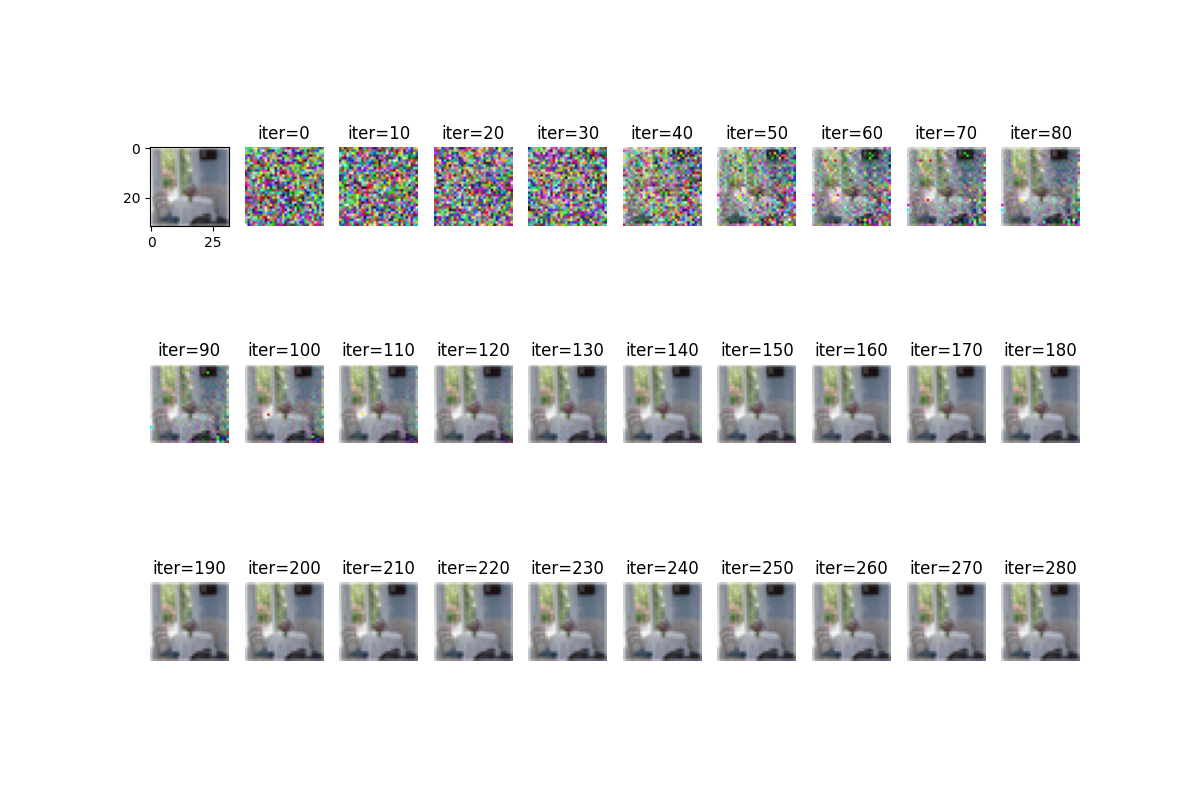 iter=0 iter=10 iter=20 iter=30 iter=40 iter=50 iter=60 iter=70 iter=80
0
20
0 25
iter=90 iter=100 iter=110 iter=120 iter=130 iter=140 iter=150 iter=160 iter=170 iter=180
iter=190 iter=200 iter=210 iter=220 iter=230 iter=240 iter=250 iter=260 iter=270 iter=280